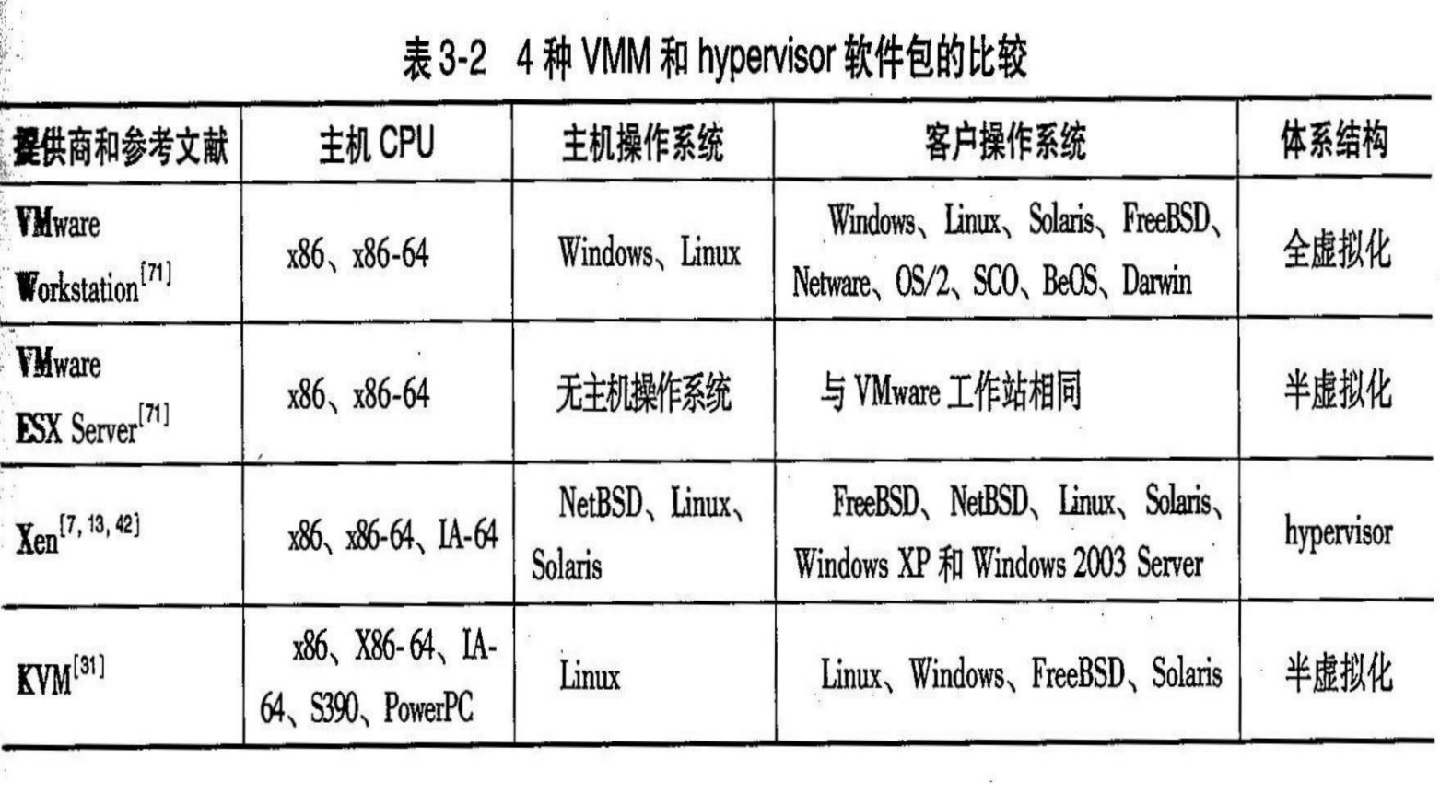 表3-2 4种 VMM 和 hypervisor 软件包的比较
提供商和参考文献 主机 CPU 主机操作系统 客户操作系统 体系结构
VMware
Workstation[71]
x86、x86-64
Windows、Linux
Windows、Linux、Solaris、FreeBSD、
Netware、OS/2、SCO、BeOS、Darwin
全虚拟化
VMware
ESX Server[71]
x86、x86-64
无主机操作系统
与 VMware 工作站相同
半虚拟化
Xen[7, 13, 42]
x86、x86-64、IA-64
NetBSD、Linux、
Solaris
FreeBSD、NetBSD、Linux、Solaris、
Windows XP 和 Windows 2003 Server
hypervisor
KVM[31]
x86、X86-64、IA-
64、S390、PowerPC
Linux
Linux、Windows、FreeBSD、Solaris
半虚拟化